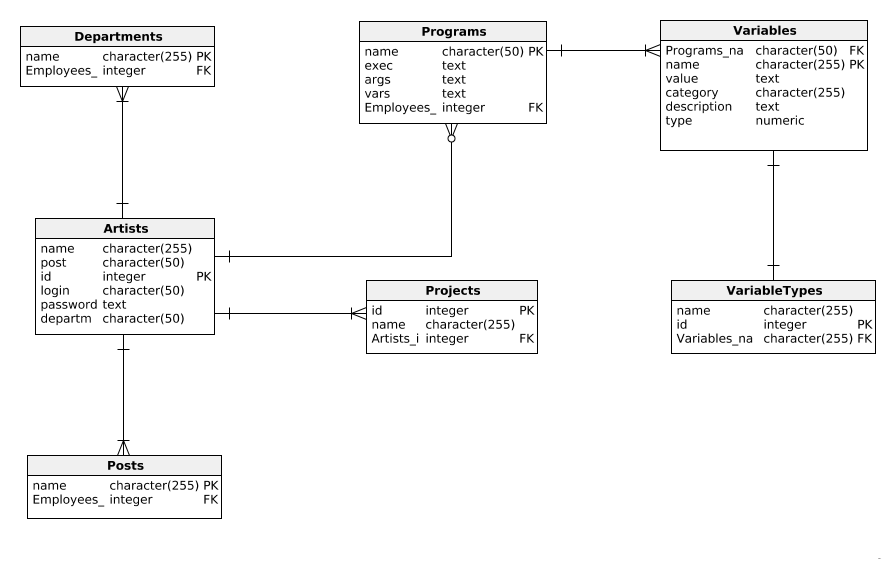 Departments
name character(255) PK
Employees_ integer FK
Programs
name character(50) PK
exec text
args text
vars text
Employees_ integer FK
Variables
Programs_na character(50) FK
name character(255) PK
value text
category character(255)
description text
type numeric
Artists
name character(255)
post character(50)
id integer PK
login character(50)
password text
departm character(50)
Projects
id integer PK
name character(255)
Artists_i integer FK
VariableTypes
name character(255)
id integer PK
Variables_na character(255) FK
Posts
name character(255) PK
Employees_ integer FK